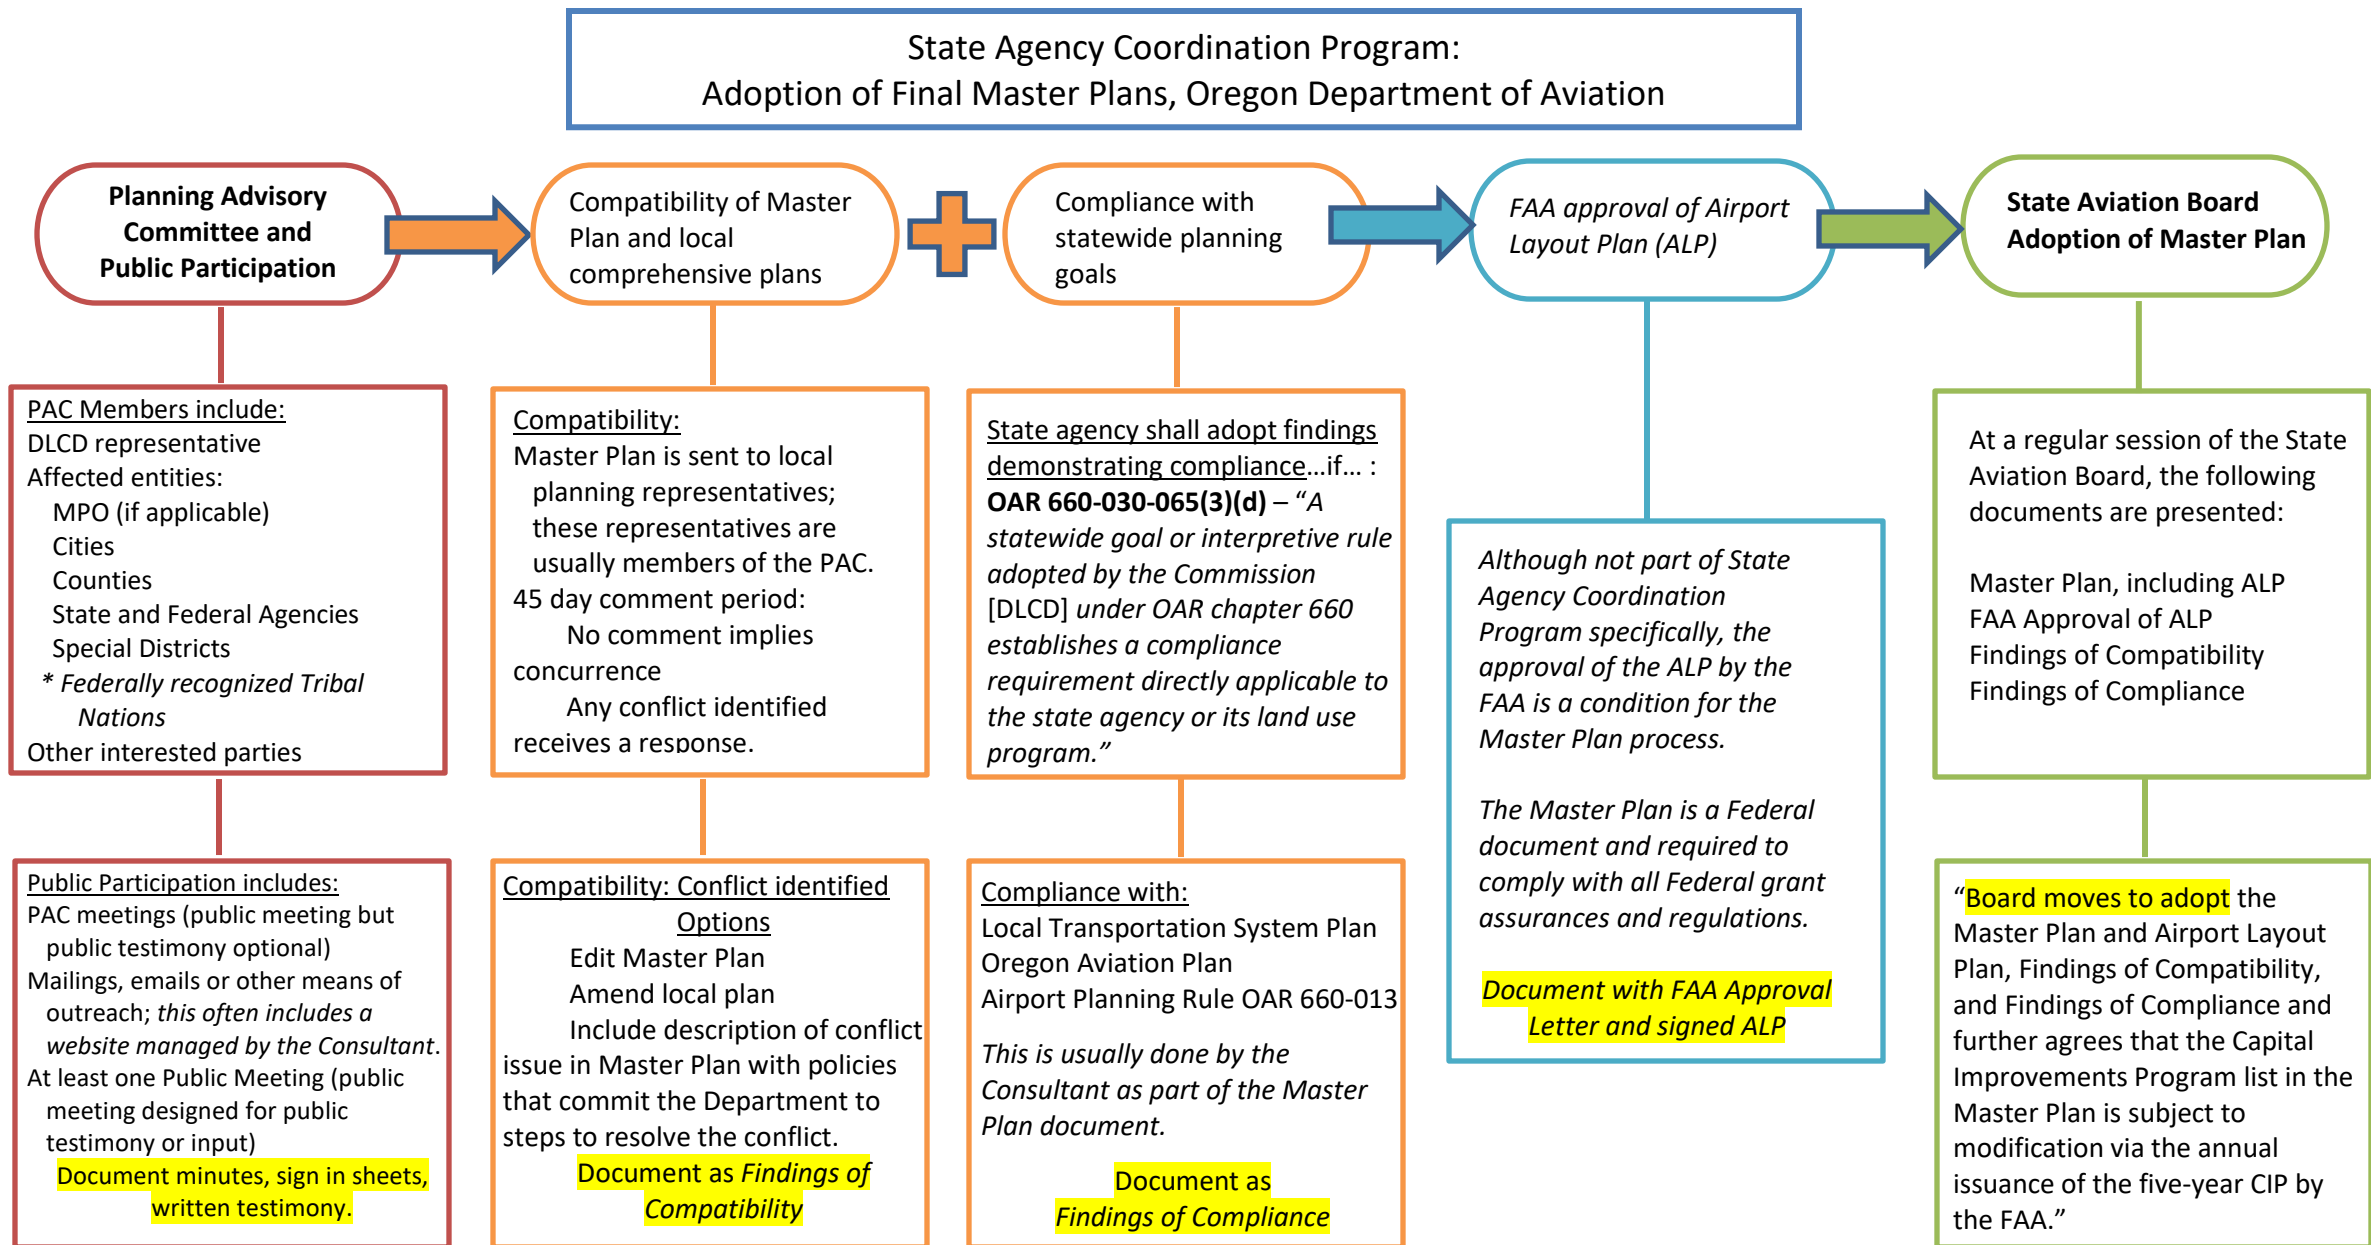 State Agency Coordination Program:
Adoption of Final Master Plans, Oregon Department of Aviation
Planning Advisory
Committee and
Public Participation
Compatibility of Master
Plan and local
comprehensive plans
Compliance with
statewide planning
goals
FAA approval of Airport
Layout Plan (ALP)
State Aviation Board
Adoption of Master Plan
PAC Members include:
DLCD representative
Affected entities:
MPO (if applicable)
Cities
Counties
State and Federal Agencies
Special Districts
* Federally recognized Tribal
Nations
Other interested parties
Compatibility:
Master Plan is sent to local
planning representatives;
these representatives are
usually members of the PAC.
45 day comment period:
No comment implies
concurrence
Any conflict identified
receives a response.
State agency shall adopt findings
demonstrating compliance…if… :
OAR 660-030-065(3)(d) – “A
statewide goal or interpretive rule
adopted by the Commission
[DLCD] under OAR chapter 660
establishes a compliance
requirement directly applicable to
the state agency or its land use
program.”
Although not part of State
Agency Coordination
Program specifically, the
approval of the ALP by the
FAA is a condition for the
Master Plan process.
The Master Plan is a Federal
document and required to
comply with all Federal grant
assurances and regulations.
Document with FAA Approval
Letter and signed ALP
At a regular session of the State
Aviation Board, the following
documents are presented:
Master Plan, including ALP
FAA Approval of ALP
Findings of Compatibility
Findings of Compliance
Public Participation includes:
PAC meetings (public meeting but
public testimony optional)
Mailings, emails or other means of
outreach; this often includes a
website managed by the Consultant.
At least one Public Meeting (public
meeting designed for public
testimony or input)
Document minutes, sign in sheets,
written testimony.
Compatibility: Conflict identified
Options
Edit Master Plan
Amend local plan
Include description of conflict
issue in Master Plan with policies
that commit the Department to
steps to resolve the conflict.
Document as Findings of
Compatibility
Compliance with:
Local Transportation System Plan
Oregon Aviation Plan
Airport Planning Rule OAR 660-013
This is usually done by the
Consultant as part of the Master
Plan document.
Document as
Findings of Compliance
“Board moves to adopt the
Master Plan and Airport Layout
Plan, Findings of Compatibility,
and Findings of Compliance and
further agrees that the Capital
Improvements Program list in the
Master Plan is subject to
modification via the annual
issuance of the five-year CIP by
the FAA.”